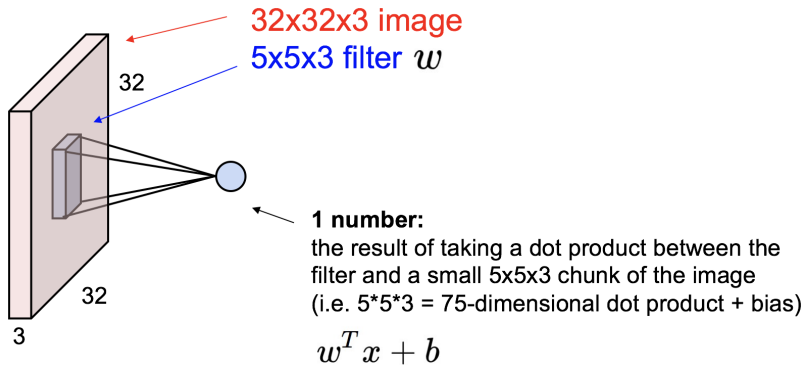 32x32x3 image
5x5x3 filter w
32
32
3
1 number:
the result of taking a dot product between the
filter and a small 5x5x3 chunk of the image
(i.e. 5*5*3 = 75-dimensional dot product + bias)
w^T x + b